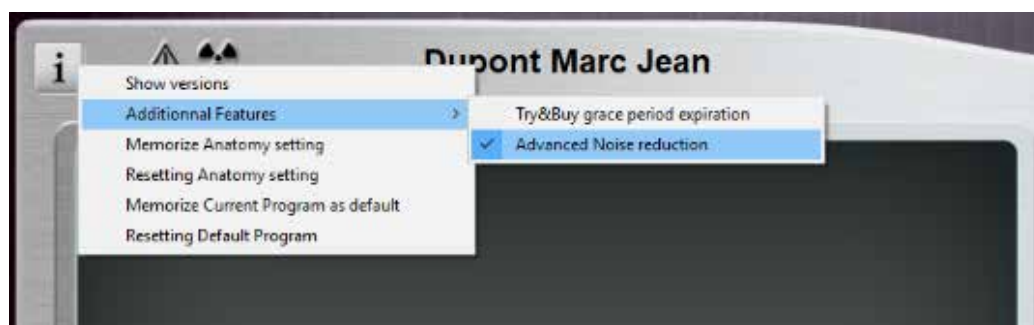 i
Dupont Marc Jean
Show versions
Additionnal Features
Try&Buy grace period expiration
Memorize Anatomy setting
Advanced Noise reduction
Resetting Anatomy setting
Memorize Current Program as default
Resetting Default Program